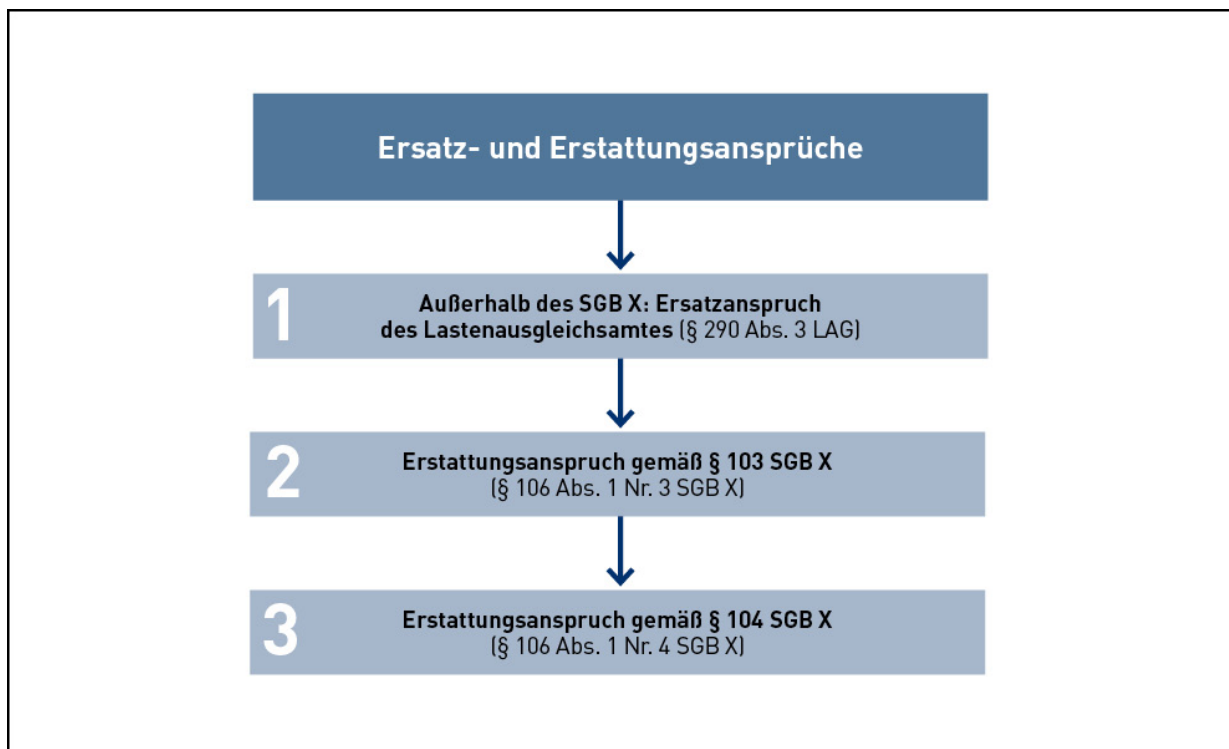 Ersatz- und Erstattungsansprüche
1
Außerhalb des SGB X: Ersatzanspruch
des Lastenausgleichsamtes (§ 290 Abs. 3 LAG)
2
Erstattungsanspruch gemäß § 103 SGB X
(§ 106 Abs. 1 Nr. 3 SGB X)
3
Erstattungsanspruch gemäß § 104 SGB X
(§ 106 Abs. 1 Nr. 4 SGB X)